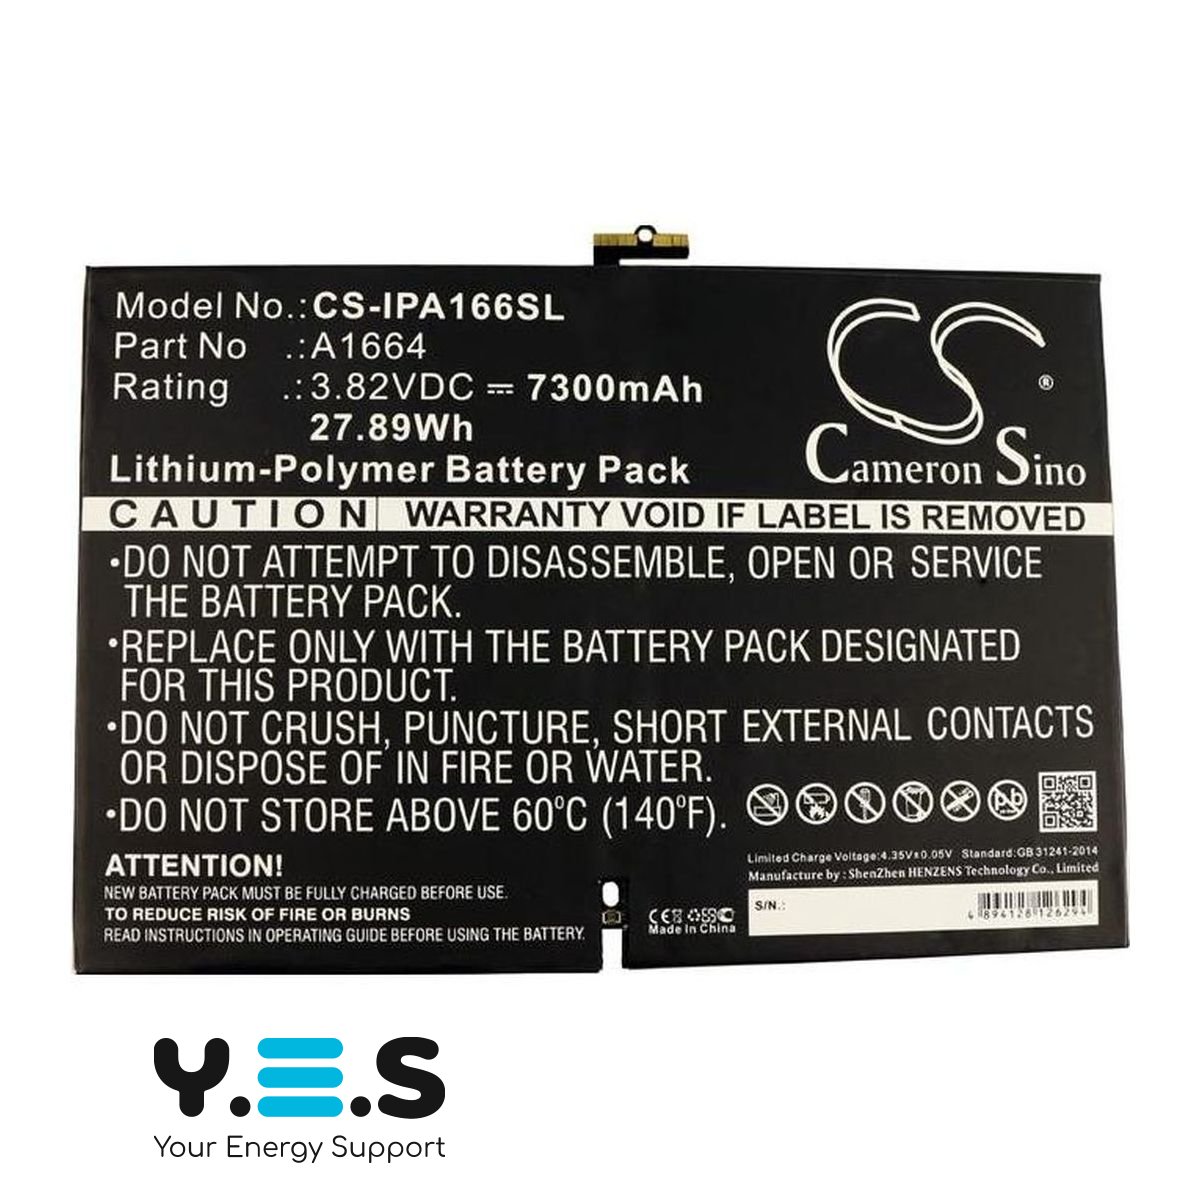 Model No.:CS-IPA166SL
Part No .:A1664
Rating .:3.82VDC ⎓ 7300mAh
27.89Wh
Lithium-Polymer Battery Pack
CS
®
Cameron Sino
CAUTION WARRANTY VOID IF LABEL IS REMOVED
•DO NOT ATTEMPT TO DISASSEMBLE, OPEN OR SERVICE
THE BATTERY PACK.
•REPLACE ONLY WITH THE BATTERY PACK DESIGNATED
FOR THIS PRODUCT.
•DO NOT CRUSH, PUNCTURE, SHORT EXTERNAL CONTACTS
OR DISPOSE OF IN FIRE OR WATER.
•DO NOT STORE ABOVE 60°C (140°F).
Pb
ATTENTION!
NEW BATTERY PACK MUST BE FULLY CHARGED BEFORE USE.
TO REDUCE RISK OF FIRE OR BURNS
READ INSTRUCTIONS IN OPERATING GUIDE BEFORE USING THE BATTERY.
Limited Charge Voltage:4.35V±0.05V Standard:GB 31241-2014
Manufacture by : ShenZhen HENZENS Technology Co., Limited
CE
Made In China
S/N.:
4 894128 126294
Y.E.S
Your Energy Support